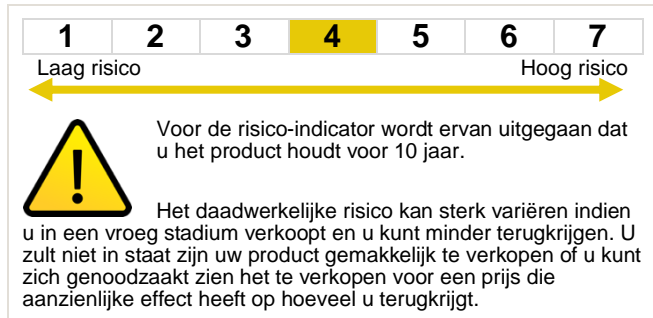 1 2 3 4 5 6 7
Laag risico Hoog risico
Voor de risico-indicator wordt ervan uitgegaan dat
u het product houdt voor 10 jaar.
Het daadwerkelijke risico kan sterk variëren indien
u in een vroeg stadium verkoopt en u kunt minder terugkrijgen. U
zult niet in staat zijn uw product gemakkelijk te verkopen of u kunt
zich genoodzaakt zien het te verkopen voor een prijs die
aanzienlijke effect heeft op hoeveel u terugkrijgt.